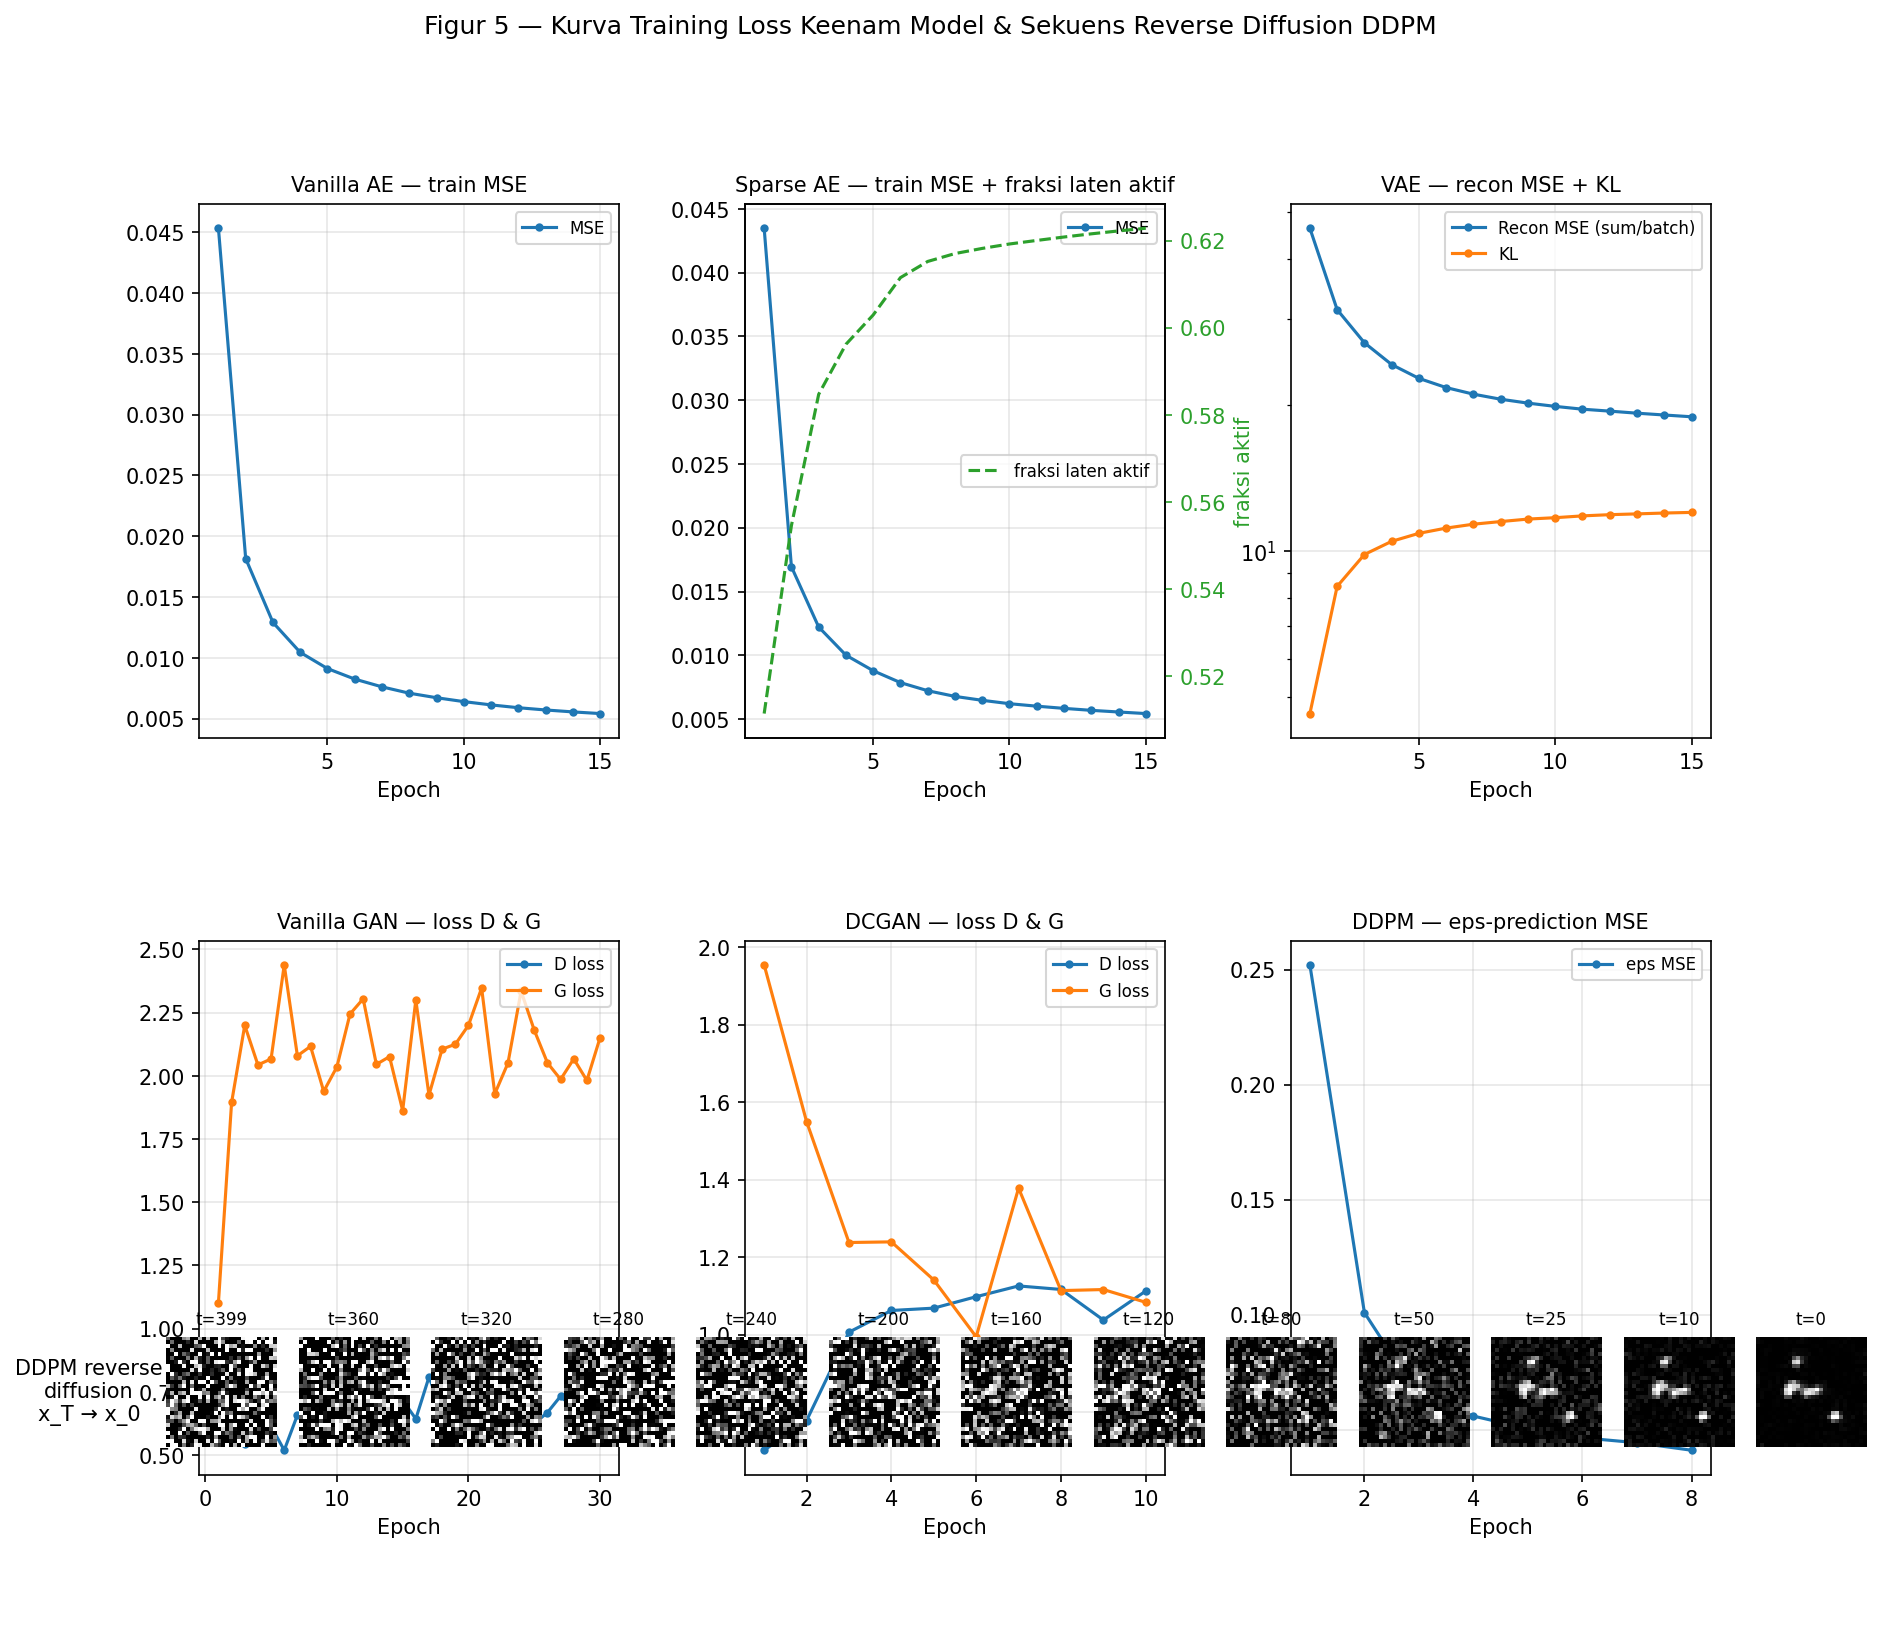 Figur 5 — Kurva Training Loss Keenam Model & Sekuens Reverse Diffusion DDPM
Vanilla AE — train MSE
MSE
0.045
0.040
0.035
0.030
0.025
0.020
0.015
0.010
0.005
5 10 15
Epoch
Sparse AE — train MSE + fraksi laten aktif
MSE
fraksi laten aktif
0.045
0.040
0.035
0.030
0.025
0.020
0.015
0.010
0.005
0.62
0.60
0.58
0.56
0.54
0.52
fraksi aktif
5 10 15
Epoch
VAE — recon MSE + KL
Recon MSE (sum/batch)
KL
10¹
5 10 15
Epoch
Vanilla GAN — loss D & G
D loss
G loss
2.50
2.25
2.00
1.75
1.50
1.25
1.00
0.50
0 10 20 30
Epoch
DCGAN — loss D & G
D loss
G loss
2.0
1.8
1.6
1.4
1.2
1.0
2 4 6 8 10
Epoch
DDPM — eps-prediction MSE
eps MSE
0.25
0.20
0.15
0.10
2 4 6 8
Epoch
t=399 t=360 t=320 t=280 t=240 t=200 t=160 t=120 t=80 t=50 t=25 t=10 t=0
DDPM reverse
diffusion
x_T → x_0